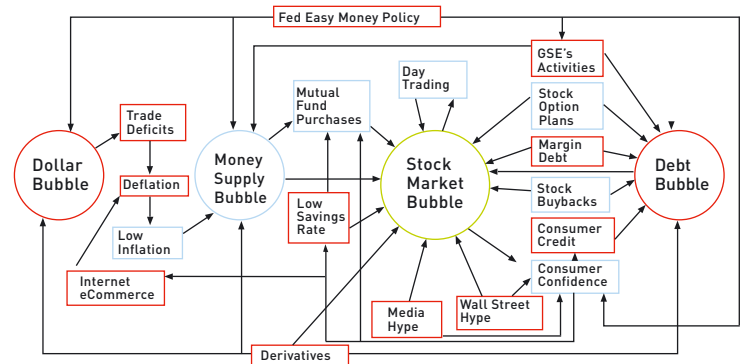 Fed Easy Money Policy
GSE's
Activities
Day
Trading
Mutual
Fund
Purchases
Stock
Option
Plans
Trade
Deficits
Margin
Debt
Dollar
Bubble
Money
Supply
Bubble
Stock
Market
Bubble
Debt
Bubble
Deflation
Stock
Buybacks
Low
Savings
Rate
Low
Inflation
Consumer
Credit
Internet
eCommerce
Consumer
Confidence
Media
Hype
Wall Street
Hype
Derivatives